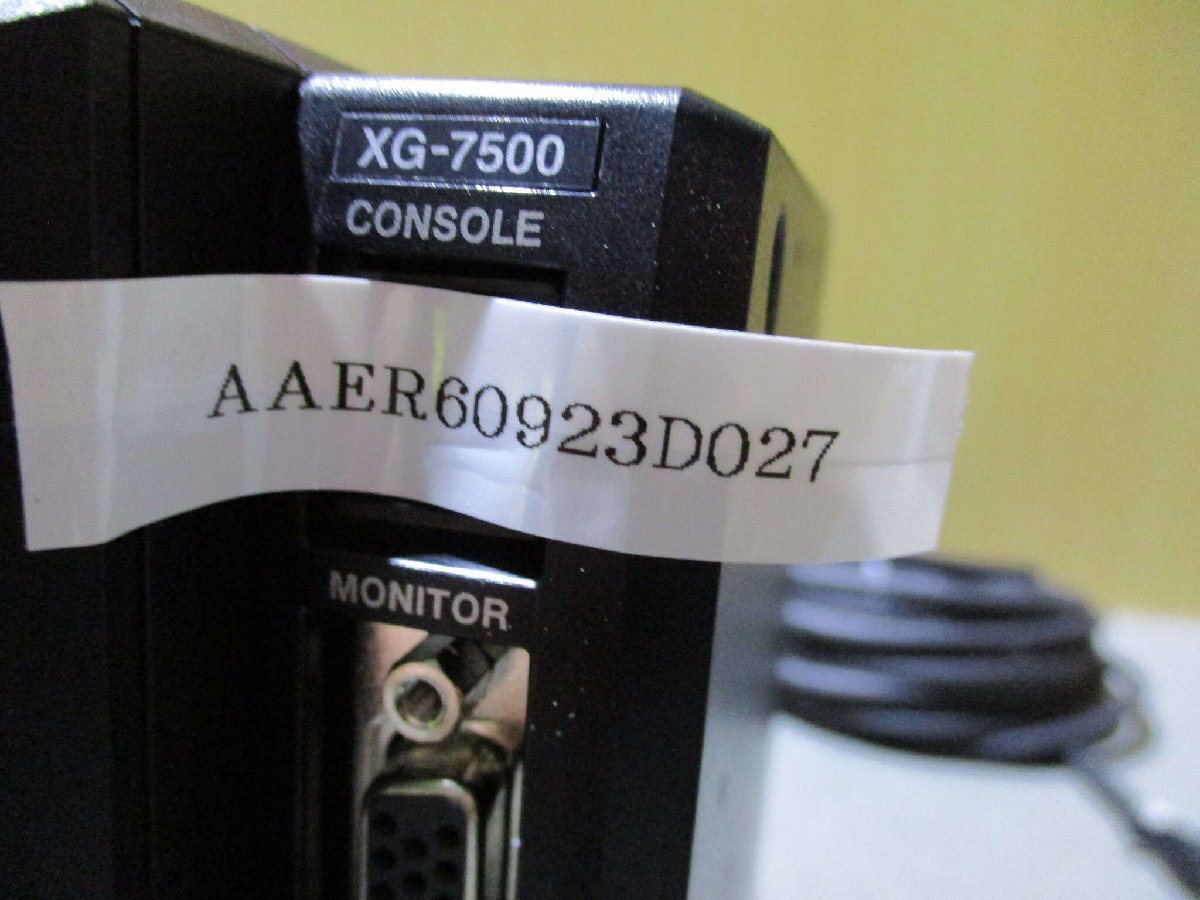 XG-7500
CONSOLE
AAER60923D027
MONITOR